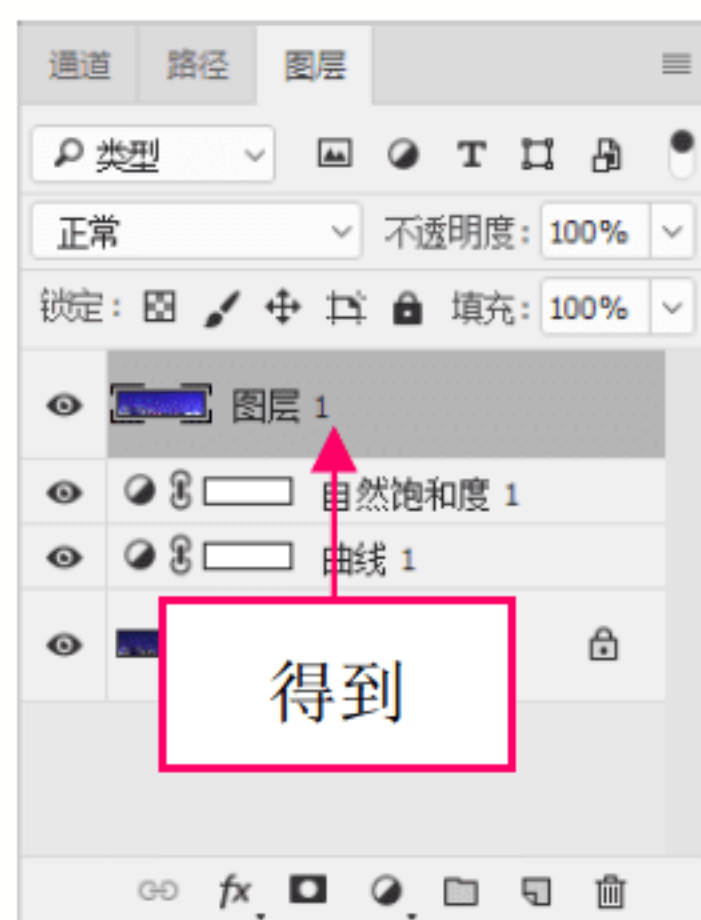 通道 路径 图层
类型 T
正常 不透明度: 100%
锁定: 填充: 100%
图层 1
自然饱和度 1
曲线 1
得到
fx